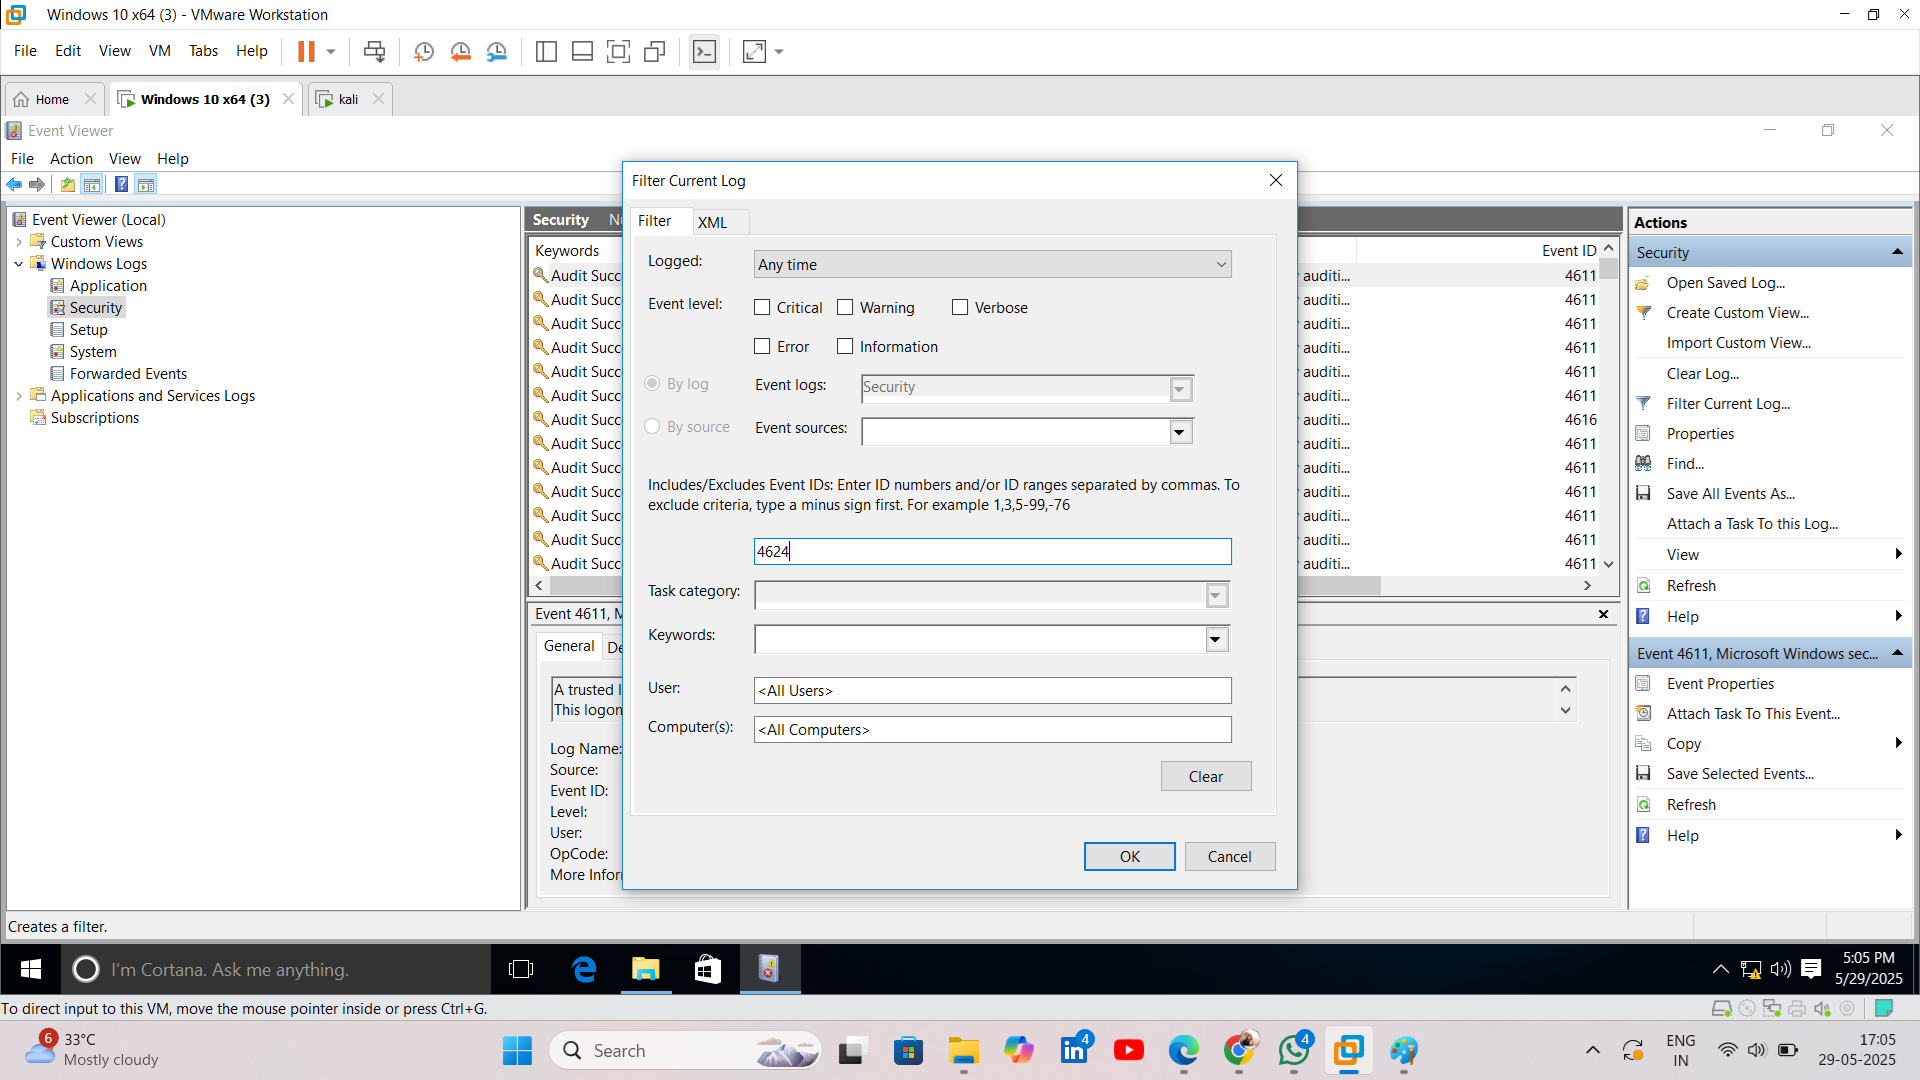 Windows 10 x64 (3) - VMware Workstation
File Edit View VM Tabs Help
Home Windows 10 x64 (3) kali
Event Viewer
File Action View Help
Event Viewer (Local)
Custom Views
Windows Logs
Application
Security
Setup
System
Forwarded Events
Applications and Services Logs
Subscriptions
Security
Keywords Event ID
Audit Succ auditi... 4611
Audit Succ auditi... 4611
Audit Succ auditi... 4611
Audit Succ auditi... 4611
Audit Succ auditi... 4611
Audit Succ auditi... 4611
Audit Succ auditi... 4616
Audit Succ auditi... 4611
Audit Succ auditi... 4611
Audit Succ auditi... 4611
Audit Succ auditi... 4611
Audit Succ auditi... 4611
Audit Succ auditi... 4611
Event 4611, M
General De
A trusted l
This logon
Log Name:
Source:
Event ID:
Level:
User:
OpCode:
More Infor
Filter Current Log
Filter XML
Logged: Any time
Event level: Critical Warning Verbose
Error Information
By log Event logs: Security
By source Event sources:
Includes/Excludes Event IDs: Enter ID numbers and/or ID ranges separated by commas. To
exclude criteria, type a minus sign first. For example 1,3,5-99,-76
4624
Task category:
Keywords:
User: <All Users>
Computer(s): <All Computers>
Clear
OK Cancel
Actions
Security
Open Saved Log...
Create Custom View...
Import Custom View...
Clear Log...
Filter Current Log...
Properties
Find...
Save All Events As...
Attach a Task To this Log...
View
Refresh
Help
Event 4611, Microsoft Windows sec...
Event Properties
Attach Task To This Event...
Copy
Save Selected Events...
Refresh
Help
Creates a filter.
I'm Cortana. Ask me anything.
5:05 PM
5/29/2025
To direct input to this VM, move the mouse pointer inside or press Ctrl+G.
6
33°C
Mostly cloudy
Search
4
4
ENG
IN
17:05
29-05-2025